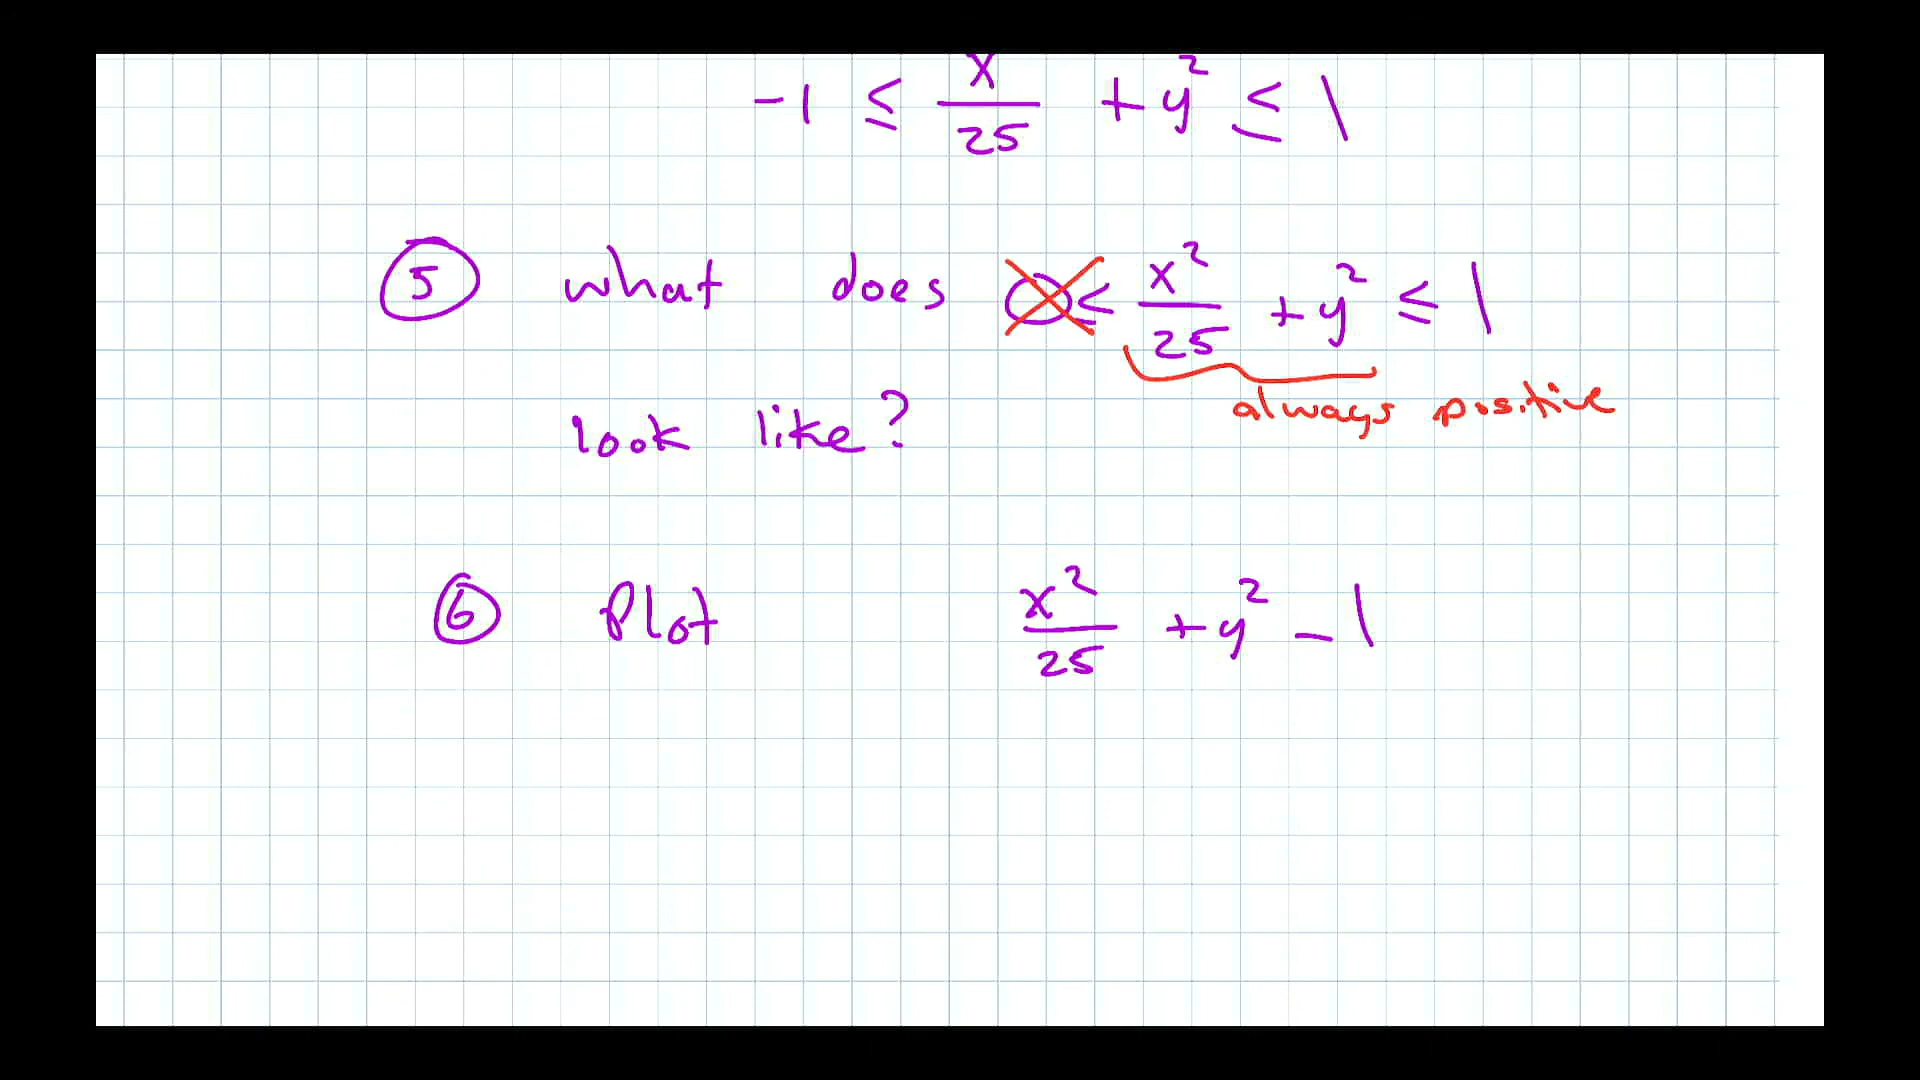 -1 ≤ x/25 + y² ≤ 1
⑤ what does 0 ≤ x²/25 + y² ≤ 1
always positive
look like?
⑥ Plot x²/25 + y² - 1